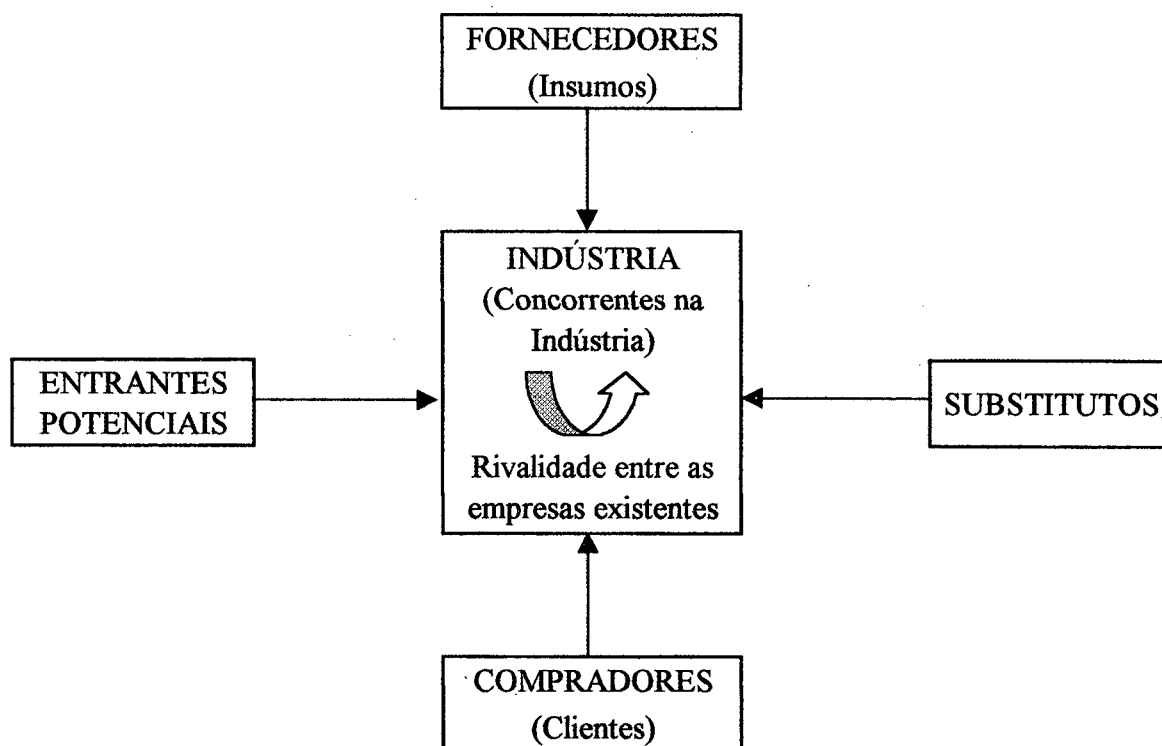 FORNECEDORES
(Insumos)
INDÚSTRIA
(Concorrentes na
Indústria)
Rivalidade entre as
empresas existentes
ENTRANTES
POTENCIAIS
SUBSTITUTOS
COMPRADORES
(Clientes)